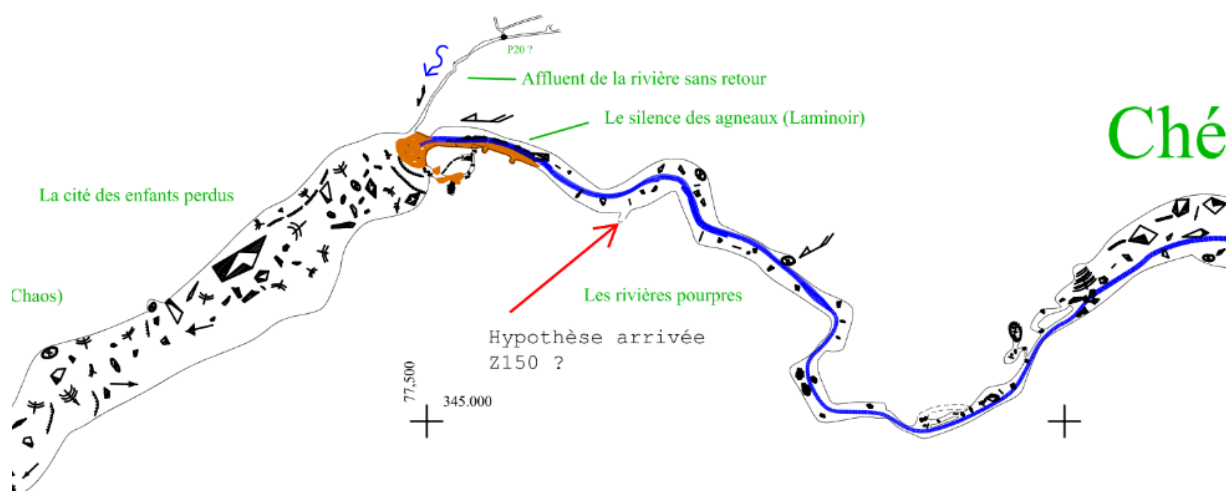 P20 ?
Affluent de la rivière sans retour
Le silence des agneaux (Laminoir)
Ché
La cité des enfants perdus
Chaos)
Les rivières pourpres
Hypothèse arrivée
Z150 ?
77,500
345.000